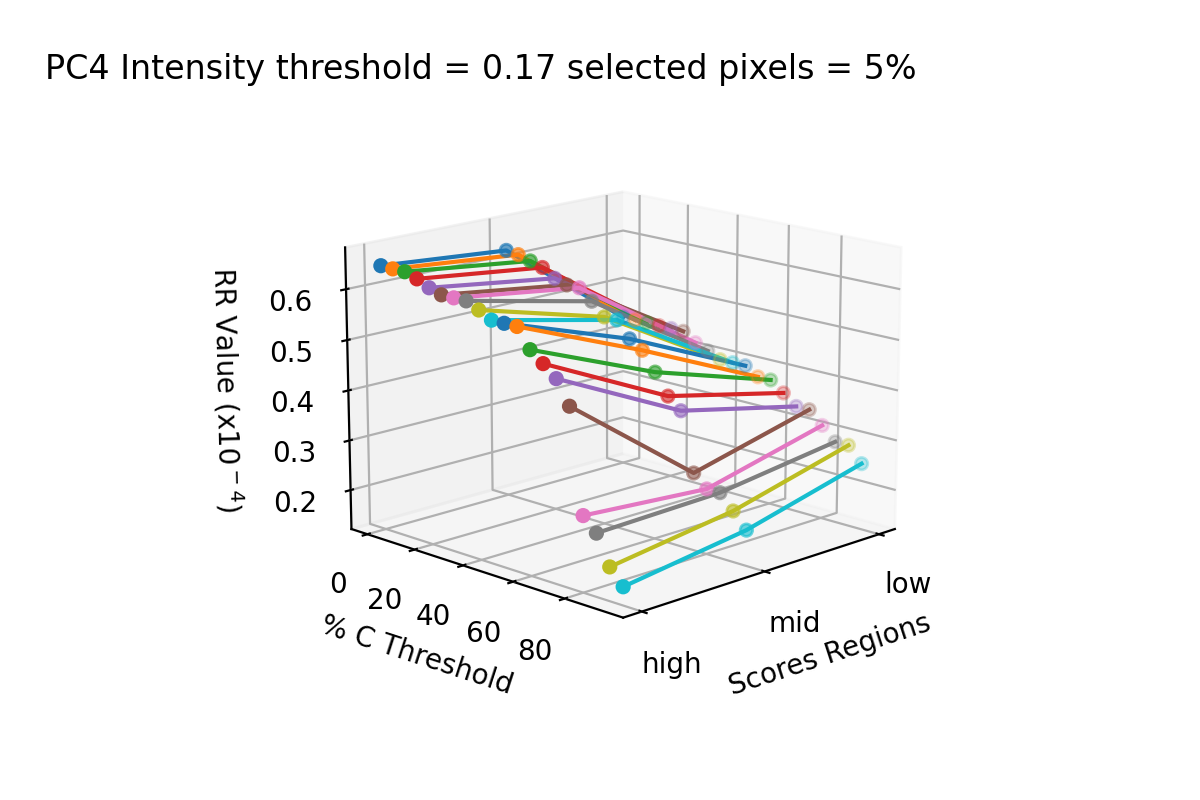 PC4 Intensity threshold = 0.17 selected pixels = 5%
RR Value (x10⁻⁴)
0.6
0.5
0.4
0.3
0.2
0
20
40
60
80
% C Threshold
high
mid
low
Scores Regions